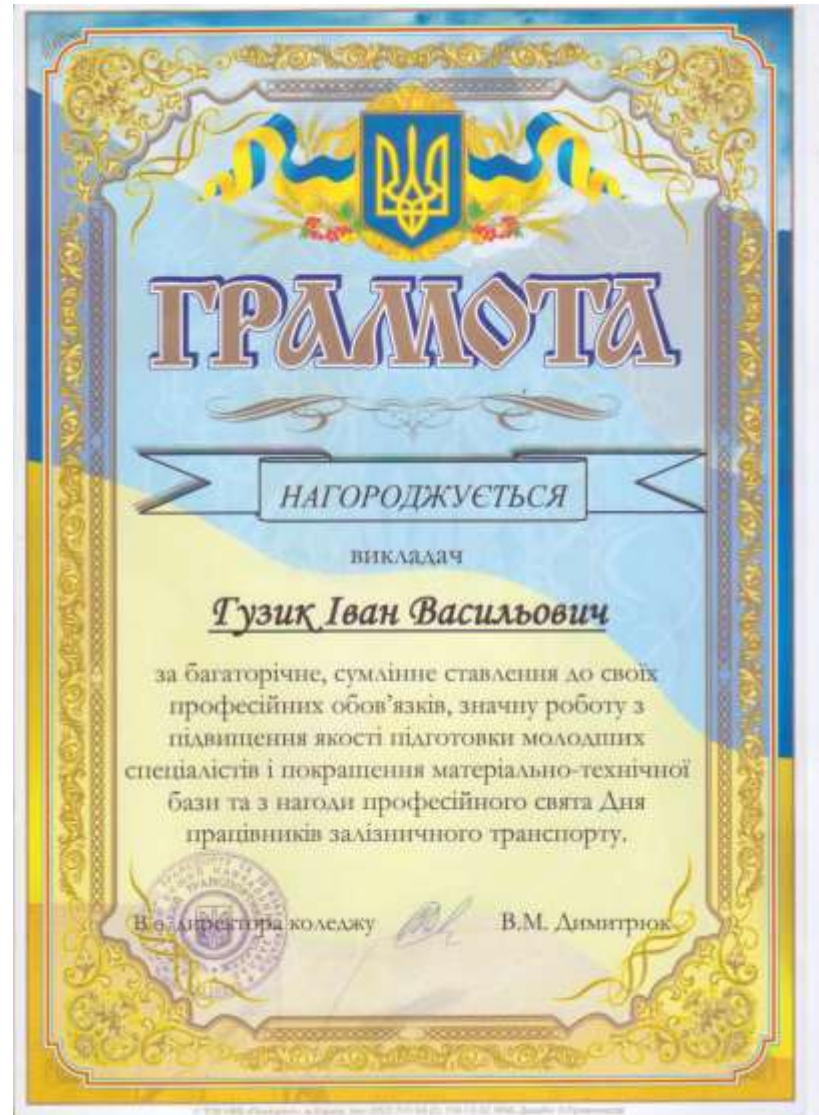 ГРАМОТА
НАГОРОДЖУЄТЬСЯ
викладач
Гузик Іван Васильович
за багаторічне, сумлінне ставлення до своїх
професійних обов’язків, значну роботу з
підвищення якості підготовки молодших
спеціалістів і покращення матеріально-технічної
бази та з нагоди професійного свята Дня
працівників залізничного транспорту.
В.о. директора коледжу В.М. Димитрюк